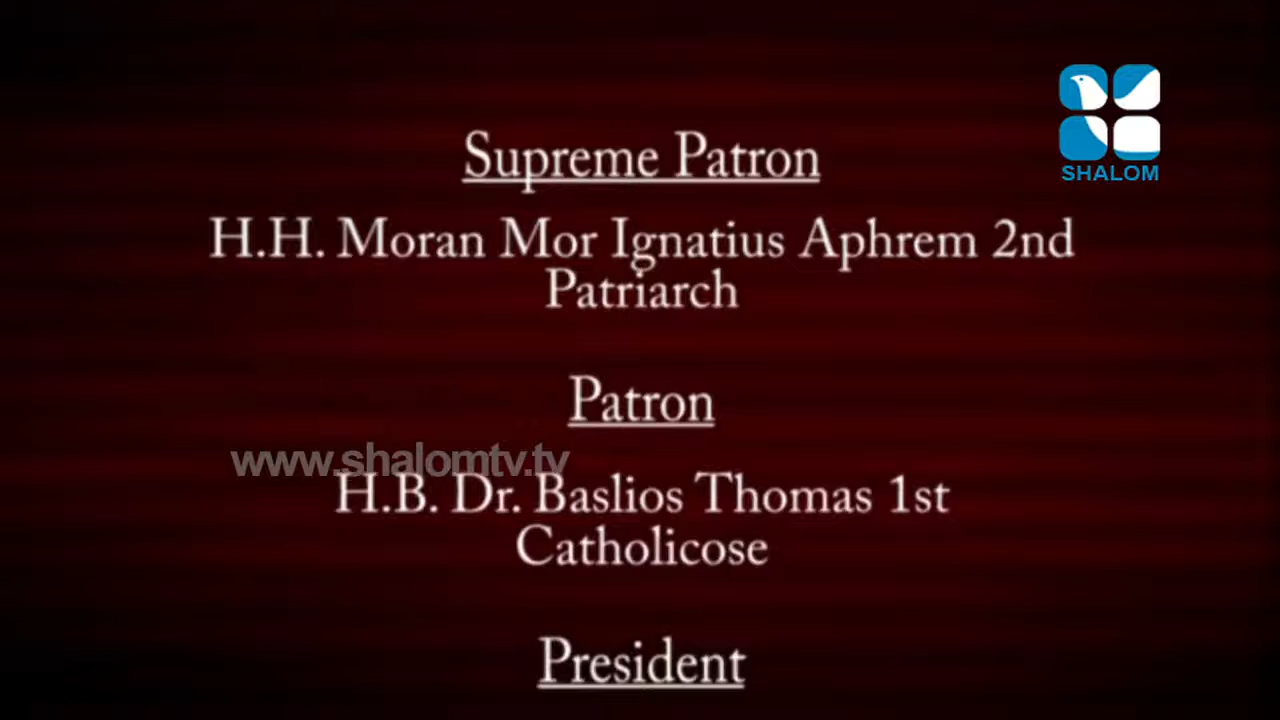 SHALOM
Supreme Patron
H.H. Moran Mor Ignatius Aphrem 2nd
Patriarch
Patron
www.shalomtv.tv
H.B. Dr. Baslios Thomas 1st
Catholicose
President